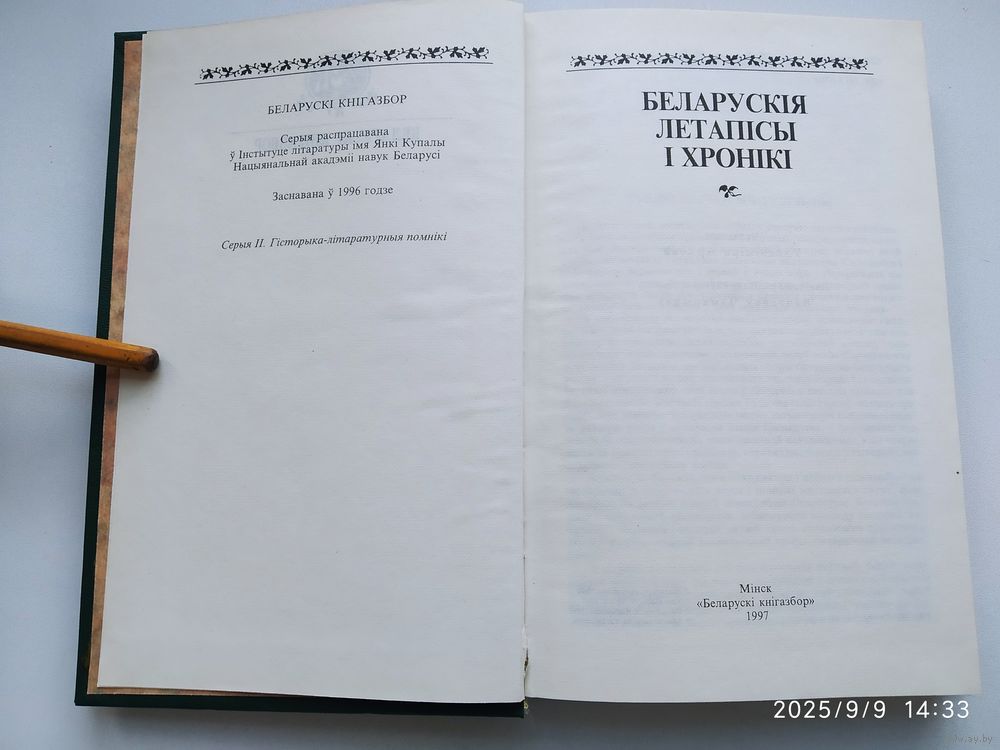 БЕЛАРУСКІ КНІГАЗБОР
Серыя распрацавана
ў Інстытуце літаратуры імя Янкі Купалы
Нацыянальнай акадэміі навук Беларусі
Заснавана ў 1996 годзе
Серыя II. Гісторыка-літаратурныя помнікі
БЕЛАРУСКІЯ
ЛЕТАПІСЫ
І ХРОНІКІ
Мінск
«Беларускі кнігазбор»
1997
2025/9/9 14:33